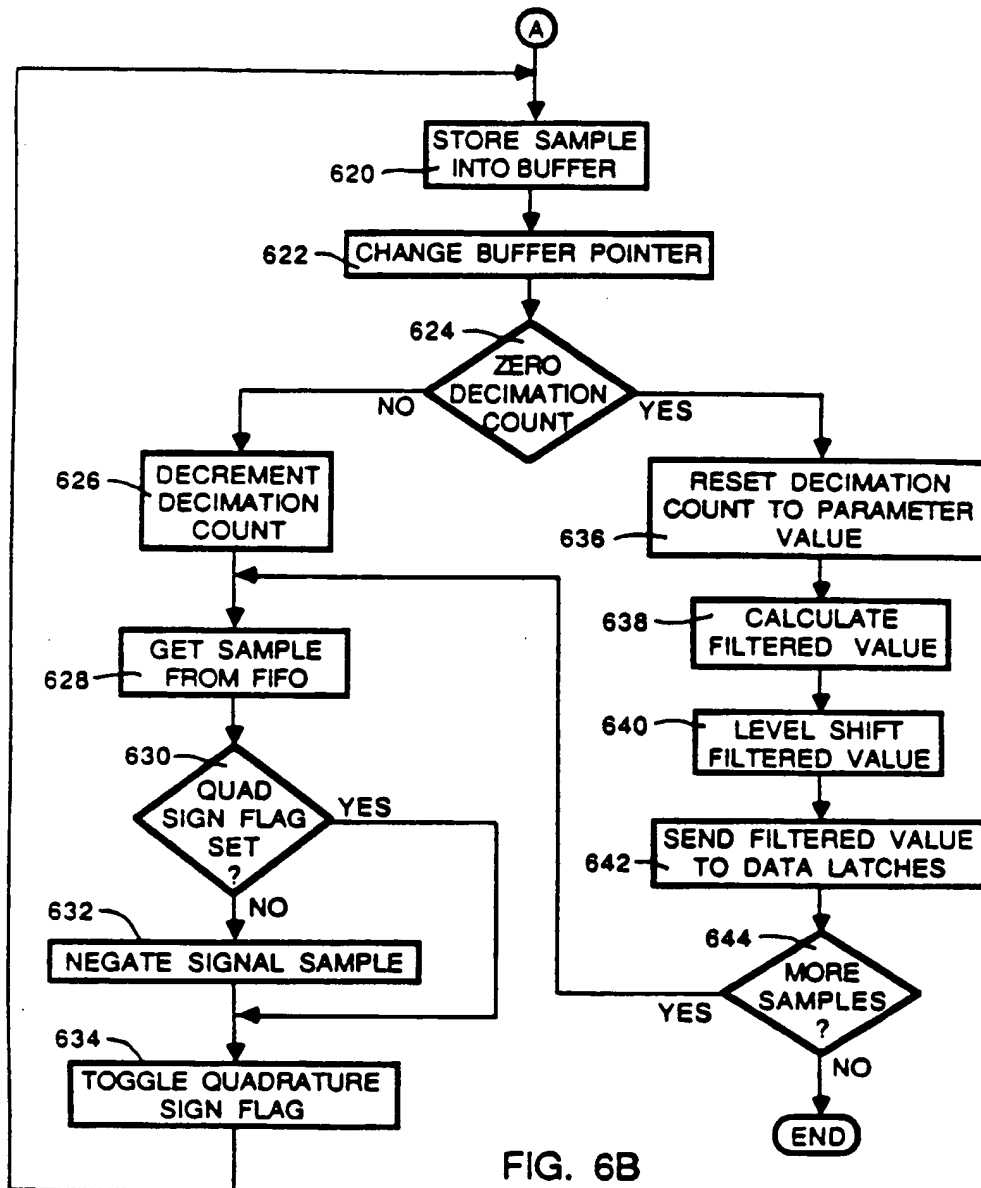 A
STORE SAMPLE
INTO BUFFER
620
CHANGE BUFFER POINTER
622
624
ZERO
DECIMATION
COUNT
NO
YES
626
DECREMENT
DECIMATION
COUNT
RESET DECIMATION
COUNT TO PARAMETER
VALUE
636
638
CALCULATE
FILTERED VALUE
628
GET SAMPLE
FROM FIFO
640
LEVEL SHIFT
FILTERED VALUE
630
QUAD
SIGN FLAG
SET
?
YES
NO
642
SEND FILTERED VALUE
TO DATA LATCHES
632
NEGATE SIGNAL SAMPLE
644
MORE
SAMPLES
?
YES
NO
634
TOGGLE QUADRATURE
SIGN FLAG
END
FIG. 6B